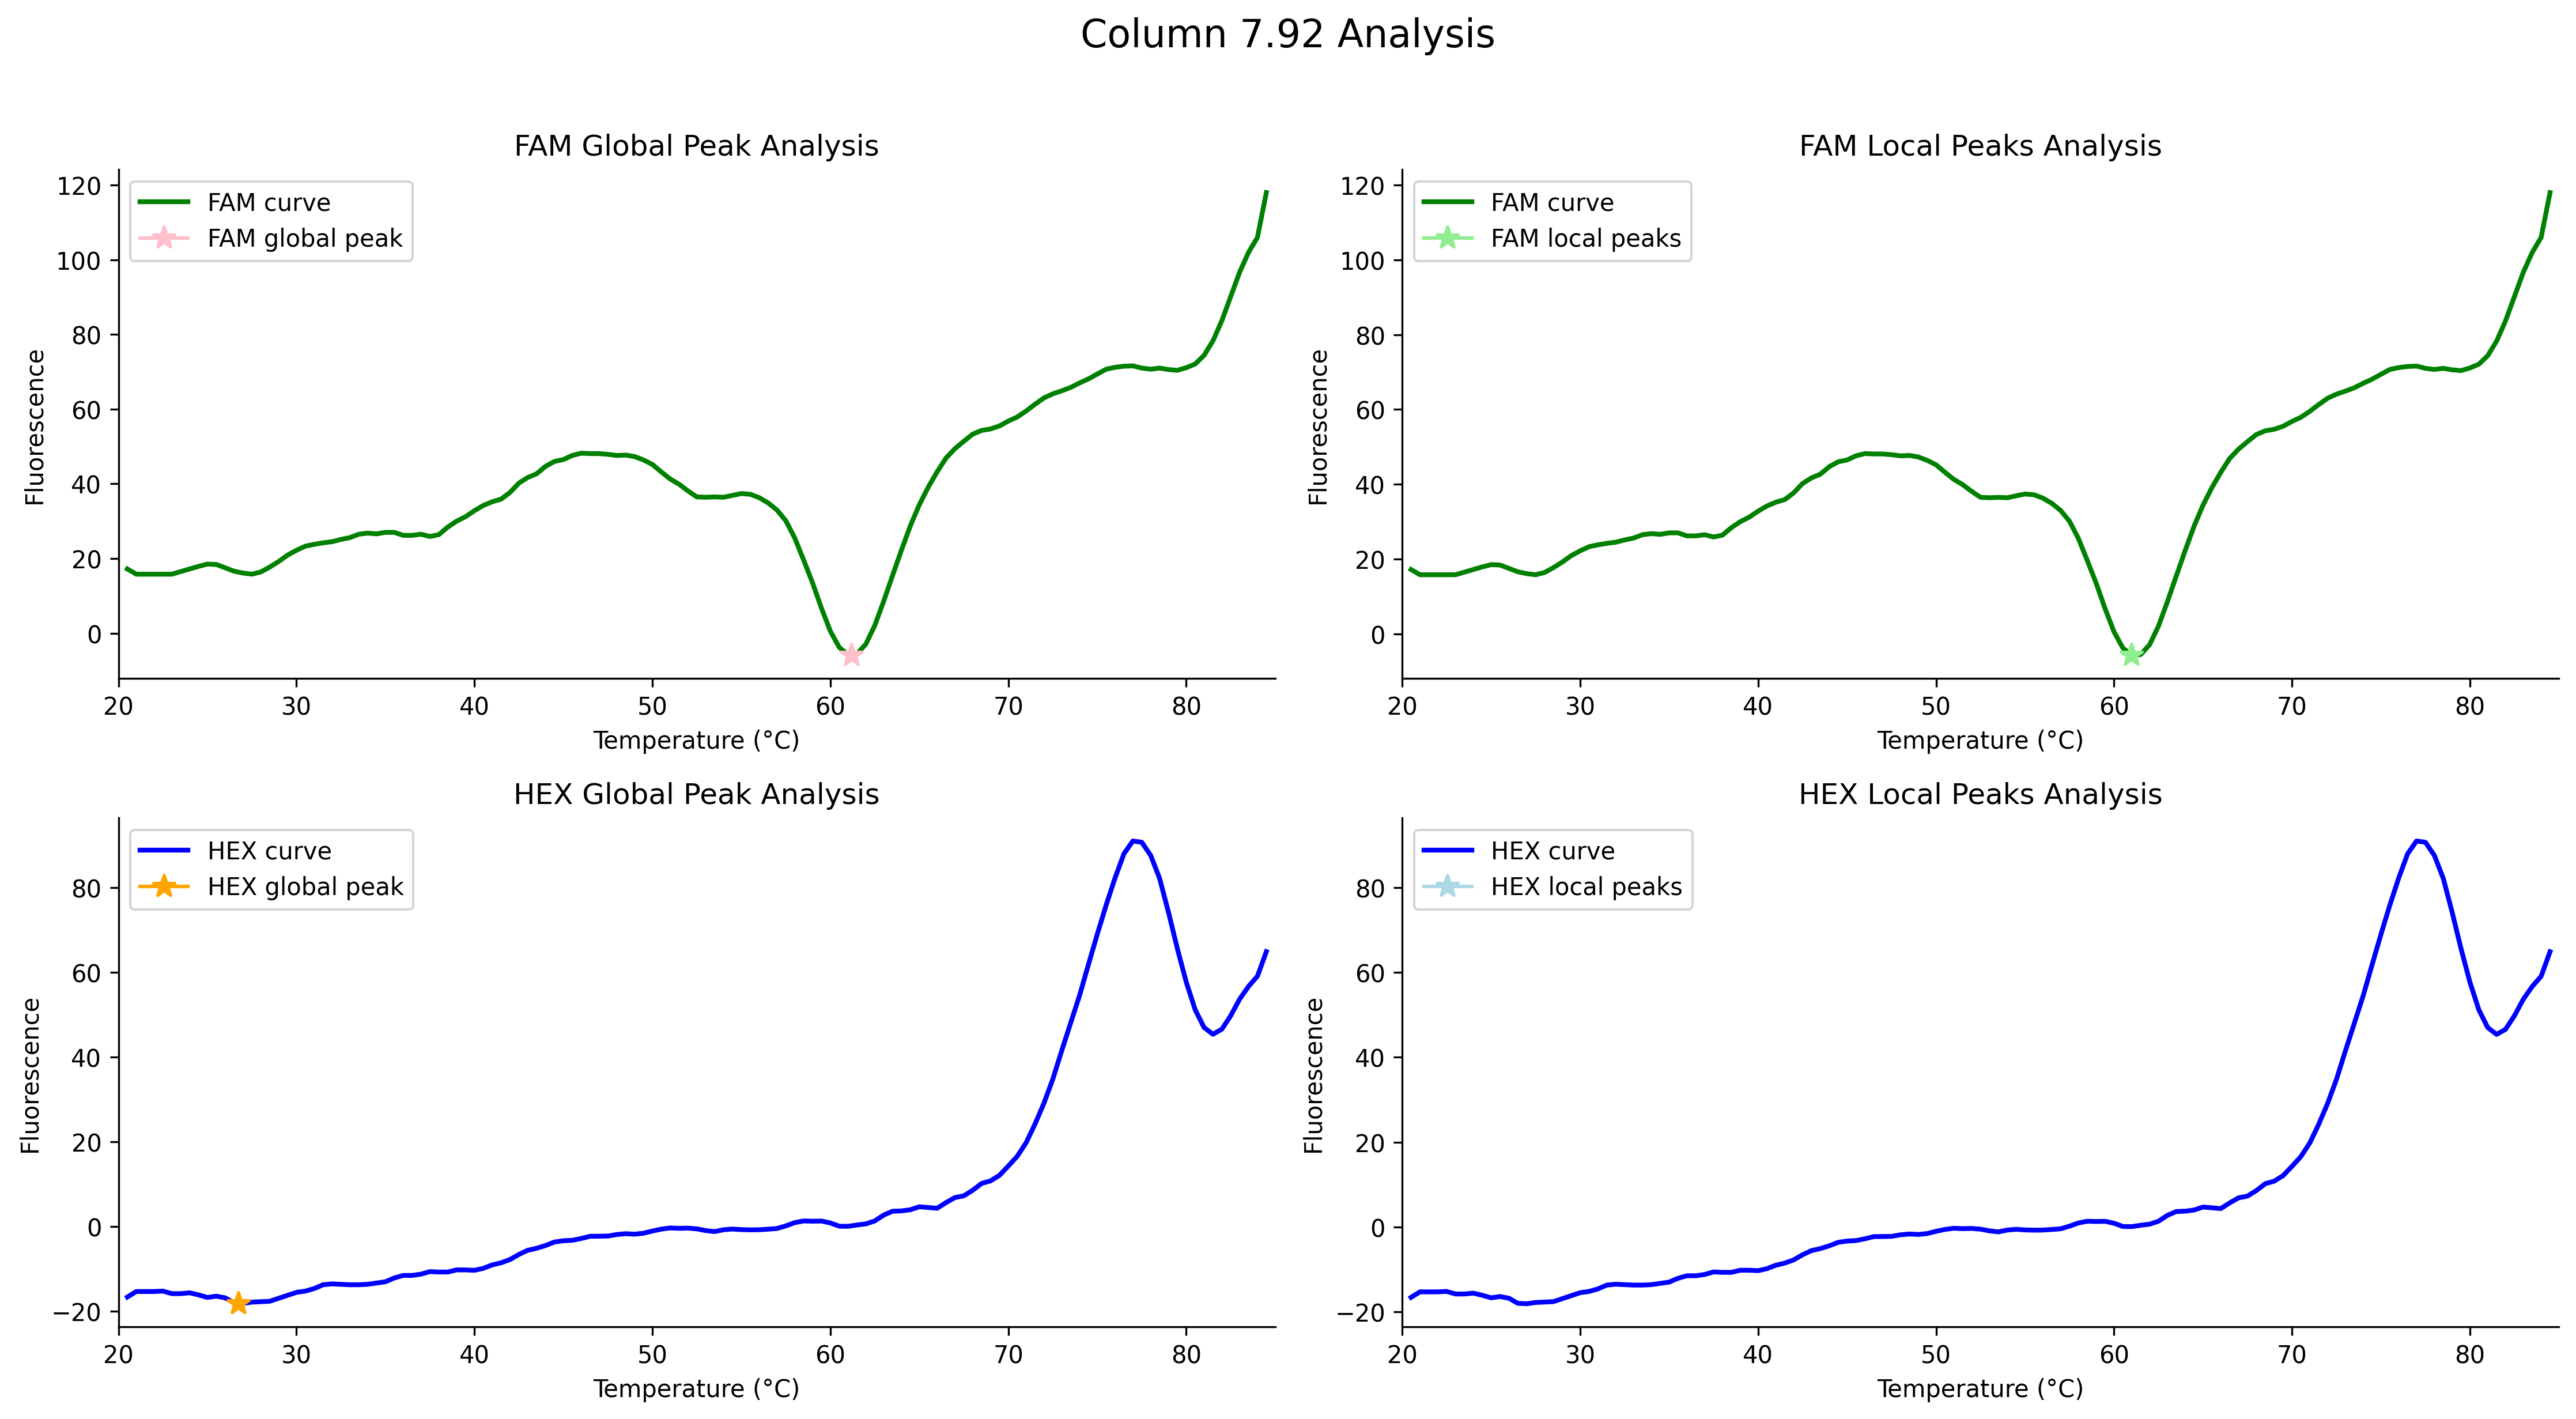 Column 7.92 Analysis
FAM Global Peak Analysis
FAM curve
FAM global peak
120
100
80
60
40
20
0
Fluorescence
20 30 40 50 60 70 80
Temperature (°C)
FAM Local Peaks Analysis
FAM curve
FAM local peaks
120
100
80
60
40
20
0
Fluorescence
20 30 40 50 60 70 80
Temperature (°C)
HEX Global Peak Analysis
HEX curve
HEX global peak
80
60
40
20
0
−20
Fluorescence
20 30 40 50 60 70 80
Temperature (°C)
HEX Local Peaks Analysis
HEX curve
HEX local peaks
80
60
40
20
0
−20
Fluorescence
20 30 40 50 60 70 80
Temperature (°C)